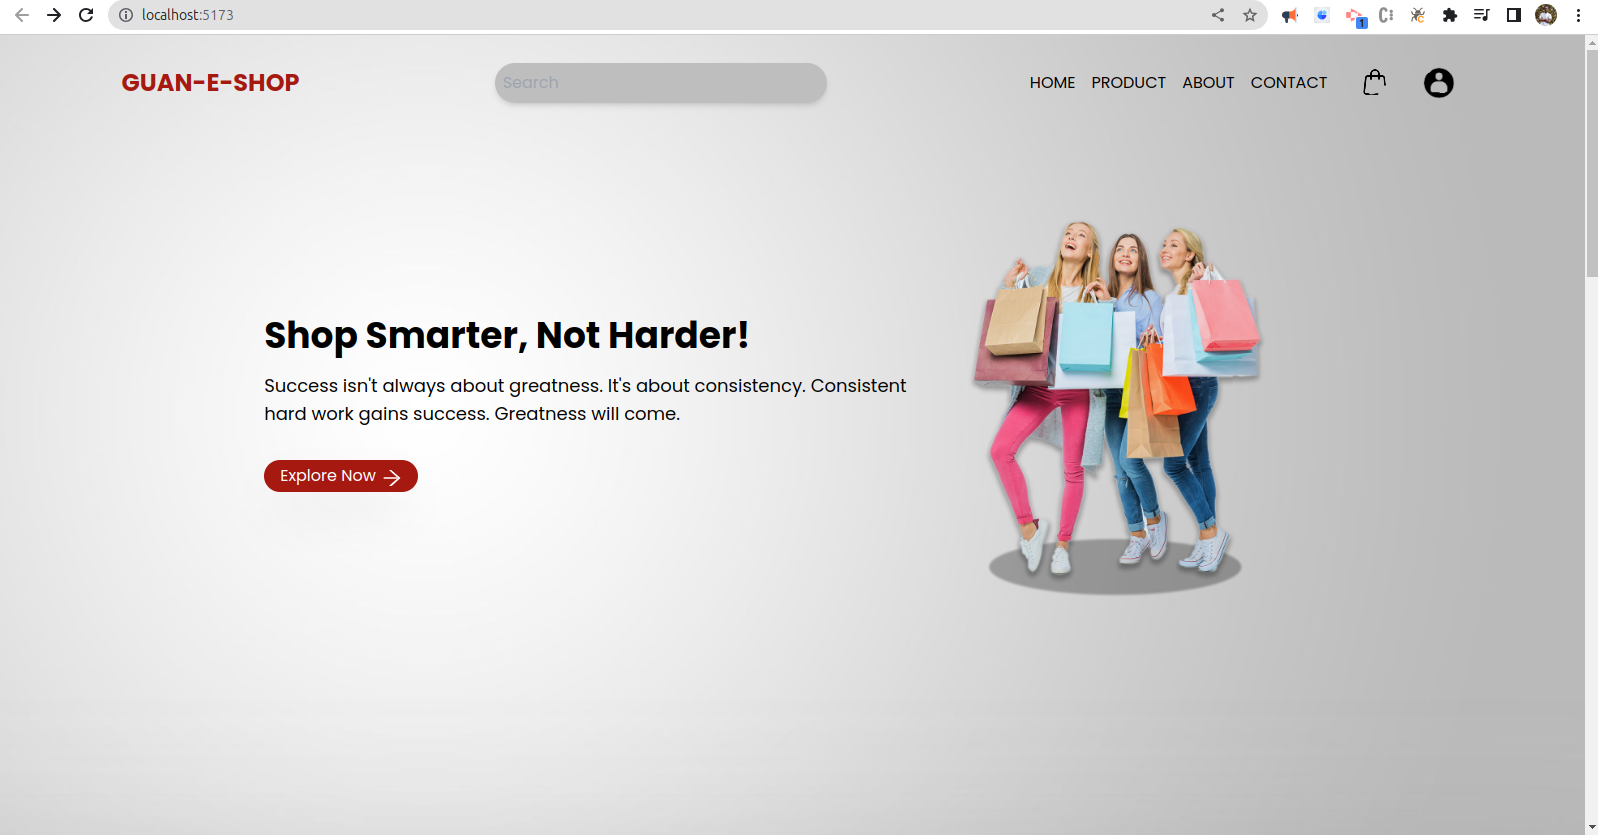 localhost:5173
1
GUAN-E-SHOP
Search
HOME PRODUCT ABOUT CONTACT
Shop Smarter, Not Harder!
Success isn't always about greatness. It's about consistency. Consistent
hard work gains success. Greatness will come.
Explore Now